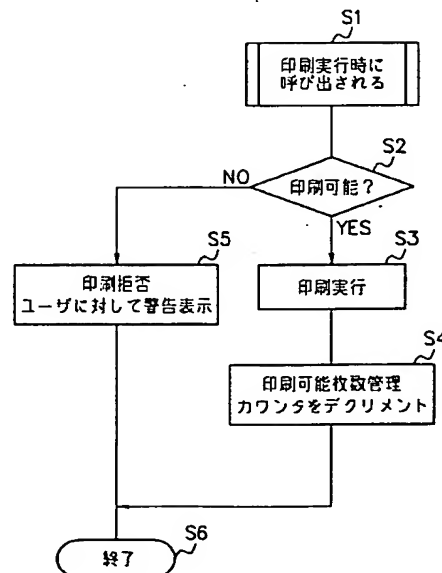 S1
印刷実行時に
呼び出される
S2
印刷可能?
NO
YES
S5
印刷拒否
ユーザに対して警告表示
S3
印刷実行
S4
印刷可能枚数管理
カウンタをデクリメント
S6
終了